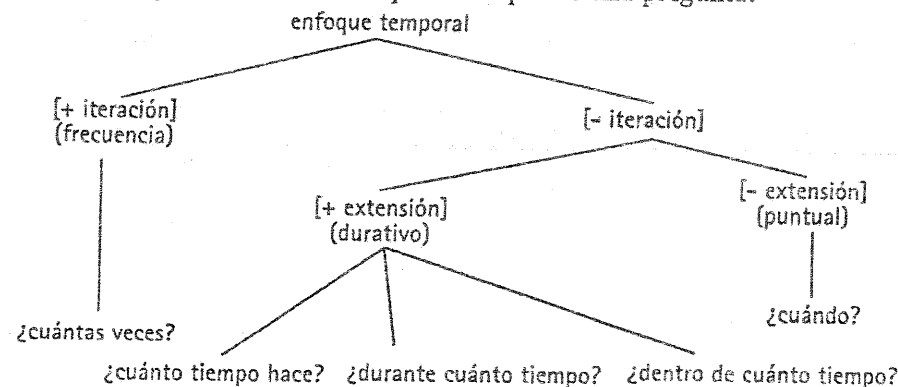 enfoque temporal
[+ iteración]
(frecuencia)
[- iteración]
[+ extensión]
(durativo)
[- extensión]
(puntual)
¿cuántas veces?
¿cuándo?
¿cuánto tiempo hace? ¿durante cuánto tiempo? ¿dentro de cuánto tiempo?